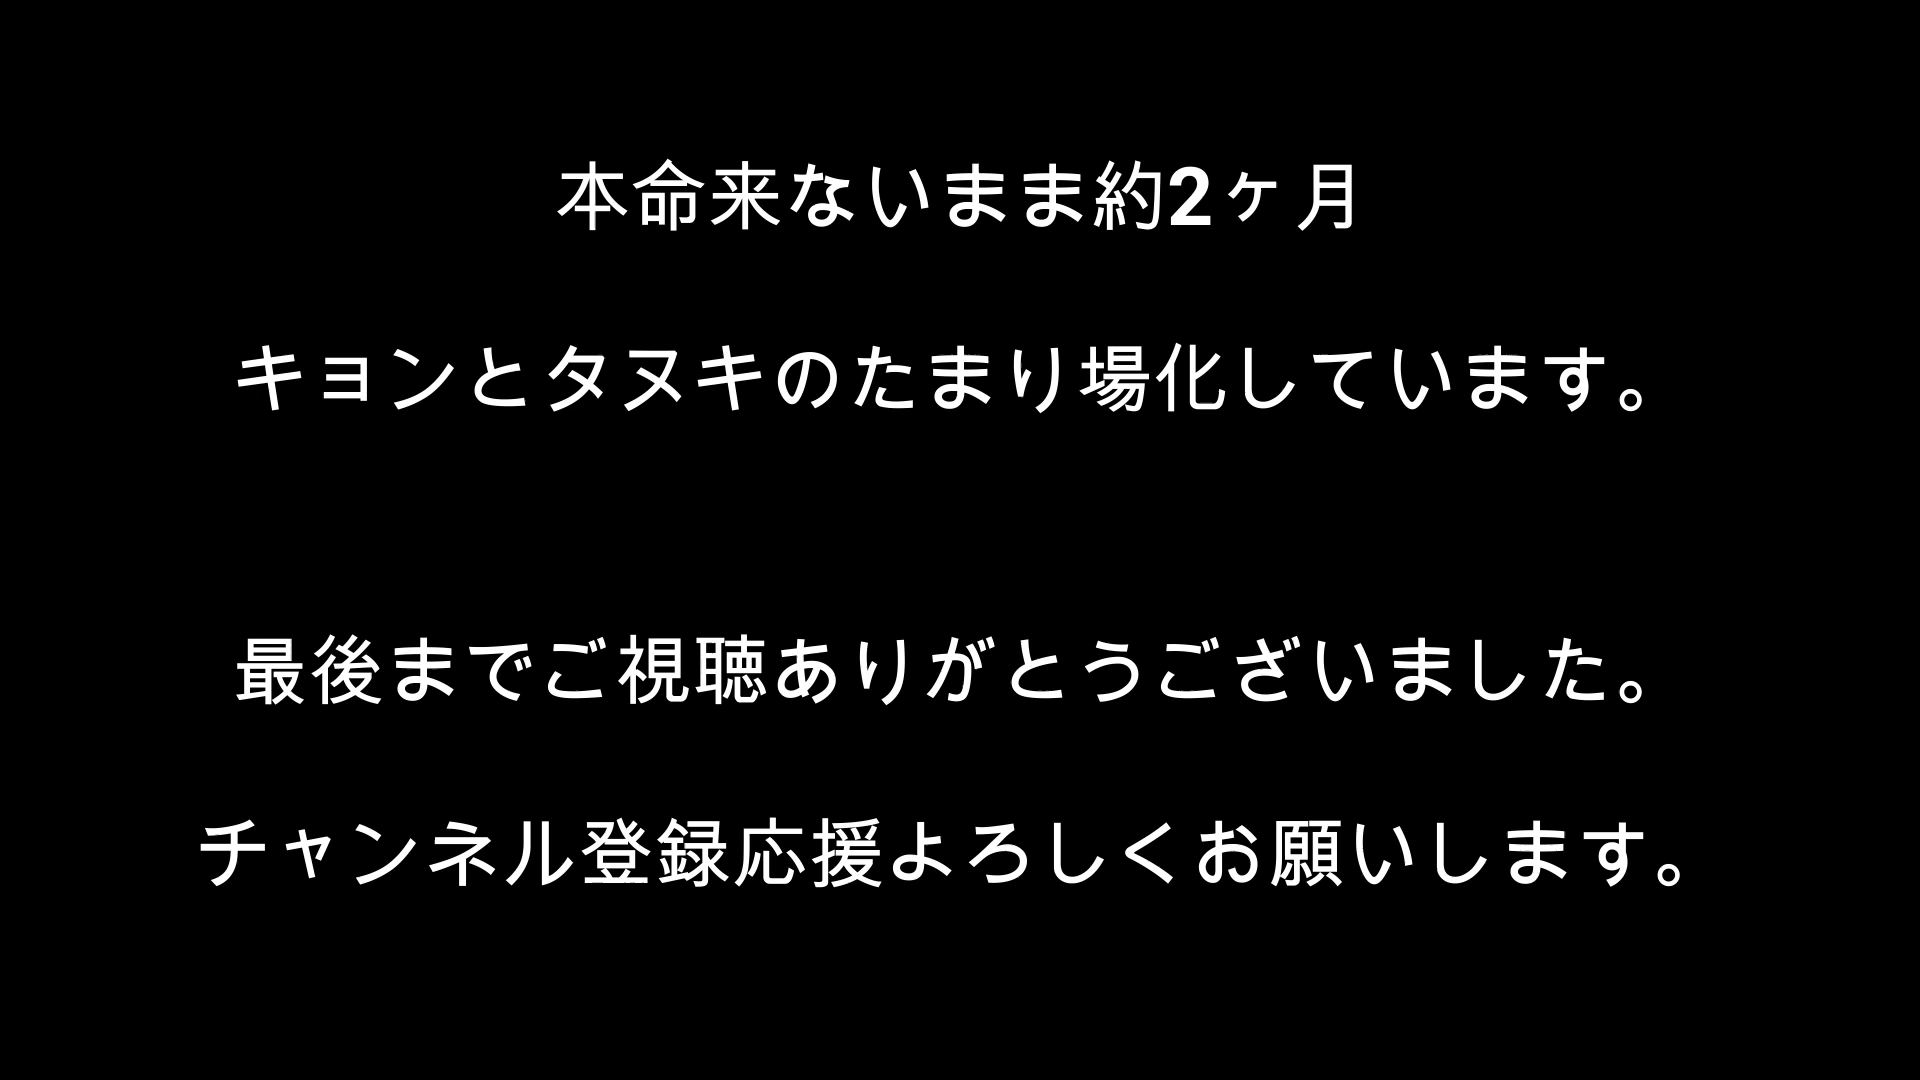 本命来ないまま約2ヶ月
キョンとタヌキのたまり場化しています。
最後までご視聴ありがとうございました。
チャンネル登録応援よろしくお願いします。